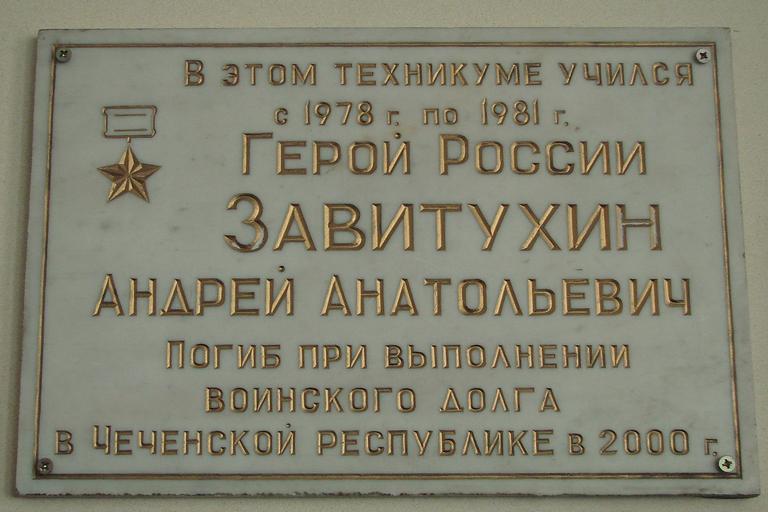 В ЭТОМ ТЕХНИКУМЕ УЧИЛСЯ
С 1978 Г. ПО 1981 Г.
ГЕРОЙ РОССИИ
ЗАВИТУХИН
АНДРЕЙ АНАТОЛЬЕВИЧ
ПОГИБ ПРИ ВЫПОЛНЕНИИ
ВОИНСКОГО ДОЛГА
В ЧЕЧЕНСКОЙ РЕСПУБЛИКЕ В 2000 Г.